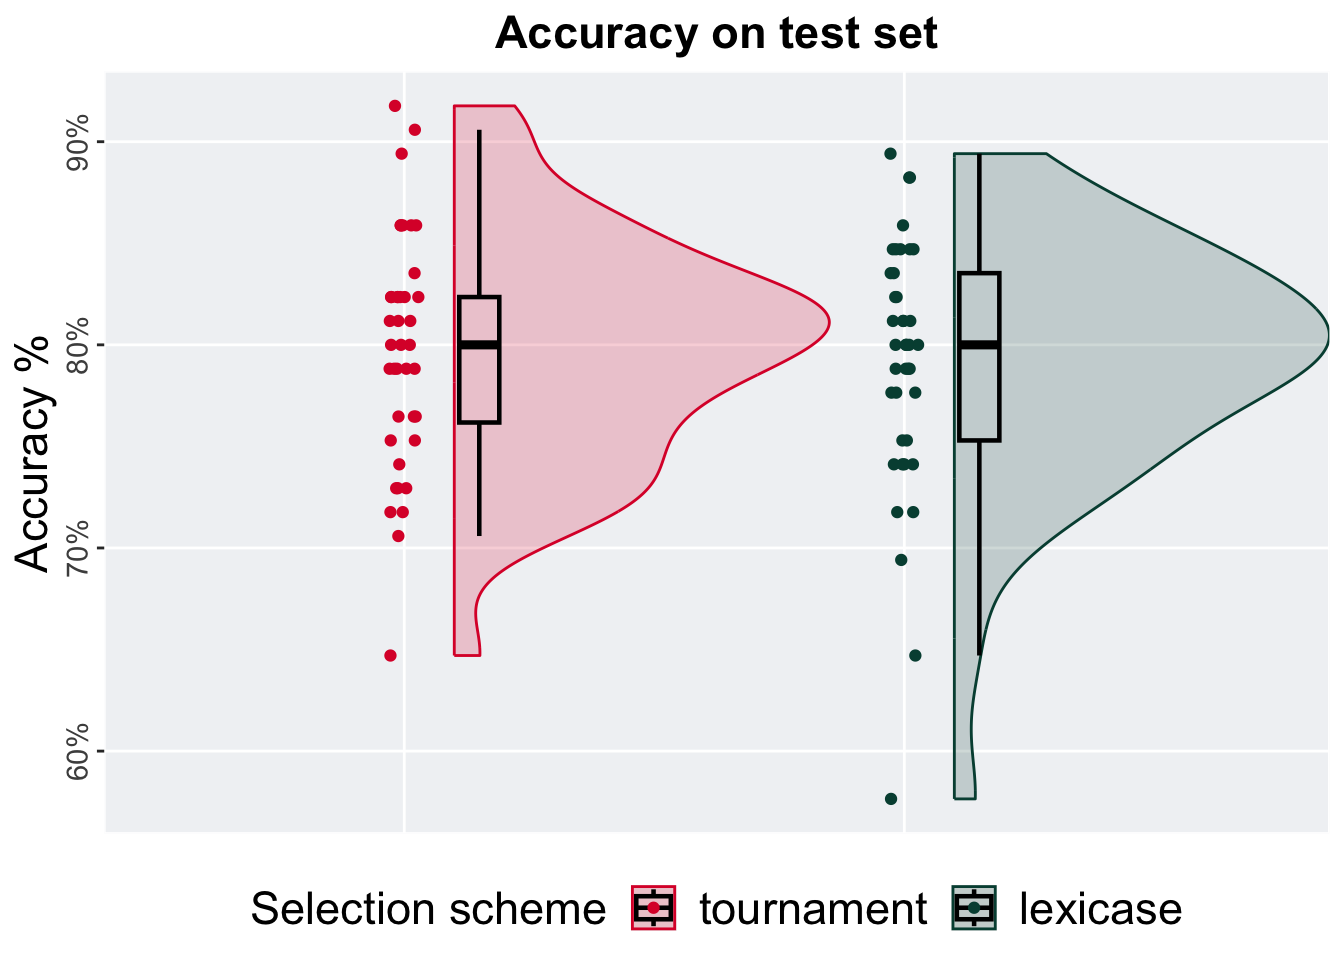 Accuracy on test set
Accuracy %
90%
80%
70%
60%
Selection scheme tournament lexicase